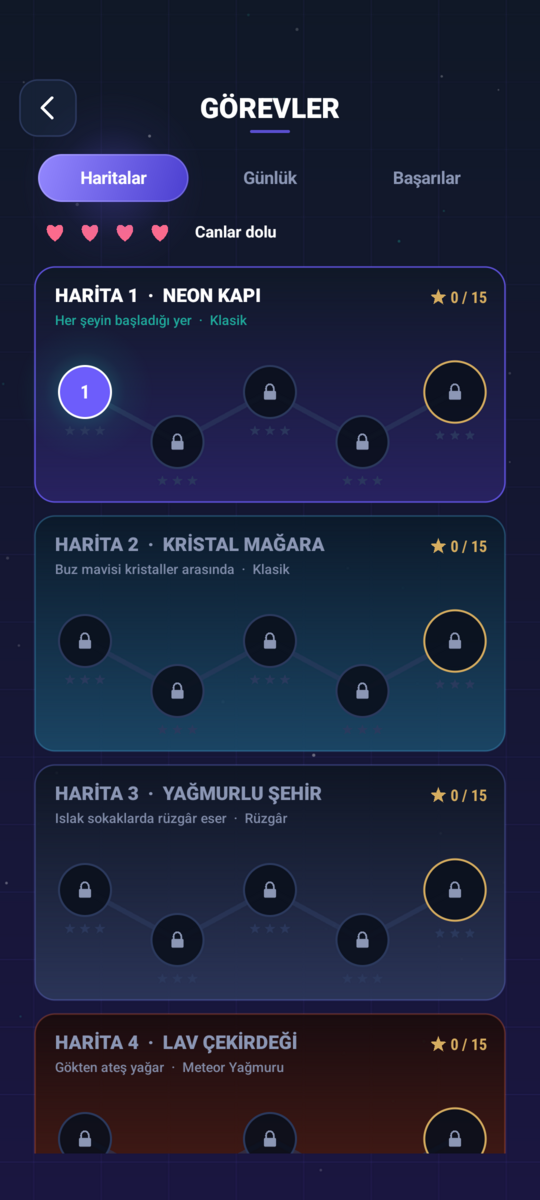 GÖREVLER
Haritalar
Günlük
Başarılar
Canlar dolu
HARİTA 1 · NEON KAPI
★ 0 / 15
Her şeyin başladığı yer · Klasik
1
HARİTA 2 · KRİSTAL MAĞARA
★ 0 / 15
Buz mavisi kristaller arasında · Klasik
HARİTA 3 · YAĞMURLU ŞEHİR
★ 0 / 15
Islak sokaklarda rüzgâr eser · Rüzgâr
HARİTA 4 · LAV ÇEKİRDEĞİ
★ 0 / 15
Gökten ateş yağar · Meteor Yağmuru